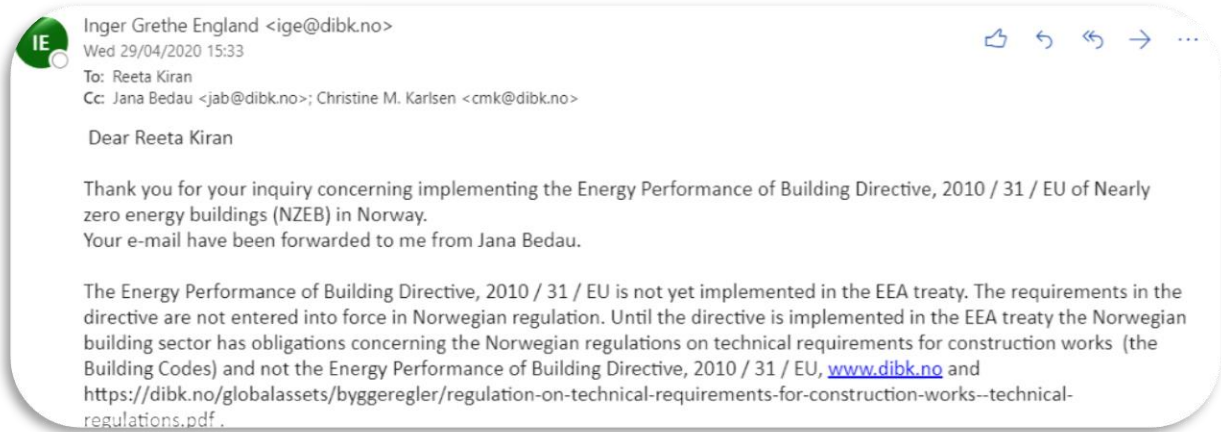 IE
Inger Grethe England <ige@dibk.no>
Wed 29/04/2020 15:33
To: Reeta Kiran
Cc: Jana Bedau <jab@dibk.no>; Christine M. Karlsen <cmk@dibk.no>
Dear Reeta Kiran
Thank you for your inquiry concerning implementing the Energy Performance of Building Directive, 2010 / 31 / EU of Nearly
zero energy buildings (NZEB) in Norway.
Your e-mail have been forwarded to me from Jana Bedau.
The Energy Performance of Building Directive, 2010 / 31 / EU is not yet implemented in the EEA treaty. The requirements in the
directive are not entered into force in Norwegian regulation. Until the directive is implemented in the EEA treaty the Norwegian
building sector has obligations concerning the Norwegian regulations on technical requirements for construction works (the
Building Codes) and not the Energy Performance of Building Directive, 2010 / 31 / EU, www.dibk.no and
https://dibk.no/globalassets/byggeregler/regulation-on-technical-requirements-for-construction-works--technical-
regulations.pdf .